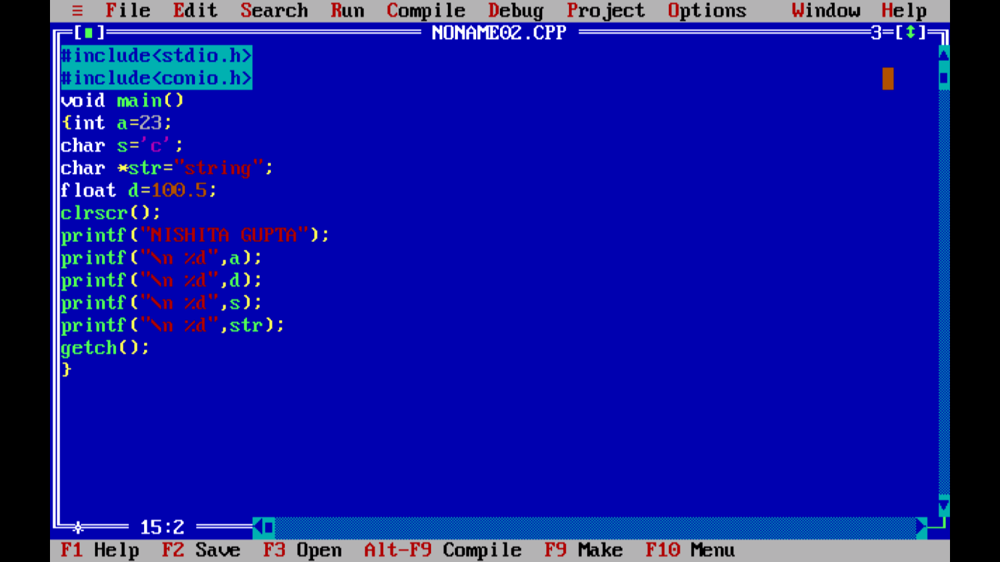 ≡ File Edit Search Run Compile Debug Project Options Window Help
[■] NONAME02.CPP 3=[↕]
#include<stdio.h>
#include<conio.h>
void main()
{int a=23;
char s='c';
char *str="string";
float d=100.5;
clrscr();
printf("NISHITA GUPTA");
printf("\n %d",a);
printf("\n %d",d);
printf("\n %d",s);
printf("\n %d",str);
getch();
}
15:2
F1 Help F2 Save F3 Open Alt-F9 Compile F9 Make F10 Menu